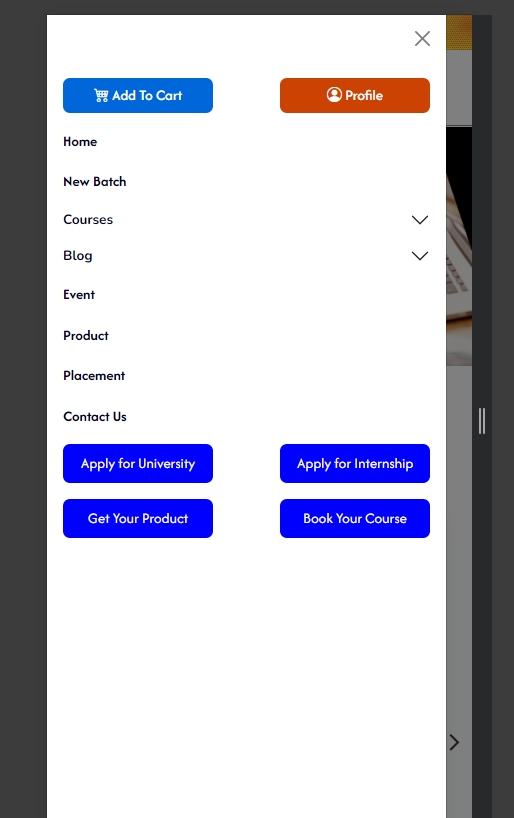 Add To Cart
Profile
Home
New Batch
Courses
Blog
Event
Product
Placement
Contact Us
Apply for University
Apply for Internship
Get Your Product
Book Your Course